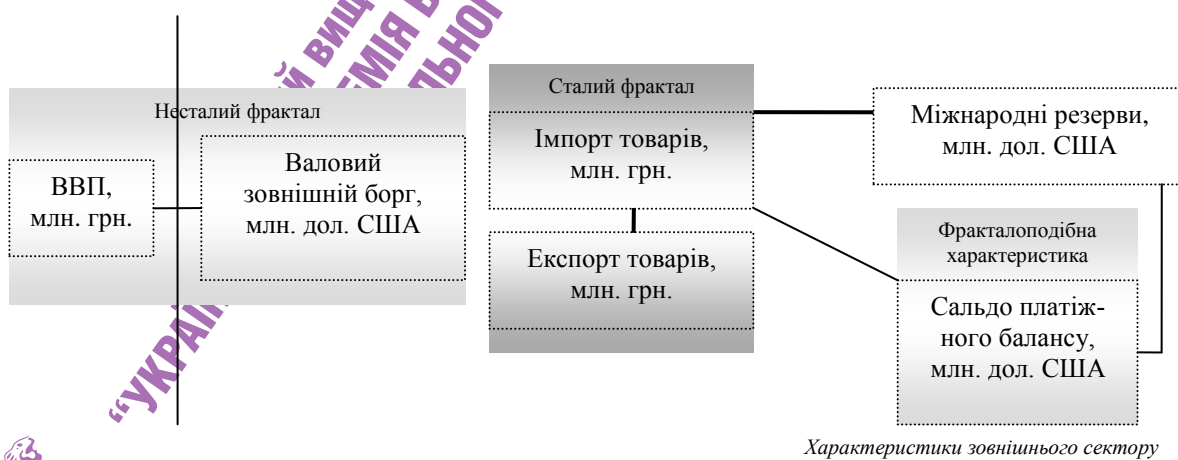 Несталий фрактал
ВВП,
млн. грн.
Валовий
зовнішній борг,
млн. дол. США
Сталий фрактал
Імпорт товарів,
млн. грн.
Експорт товарів,
млн. грн.
Міжнародні резерви,
млн. дол. США
Фракталоподібна
характеристика
Сальдо платіж-
ного балансу,
млн. дол. США
Характеристики зовнішнього сектору